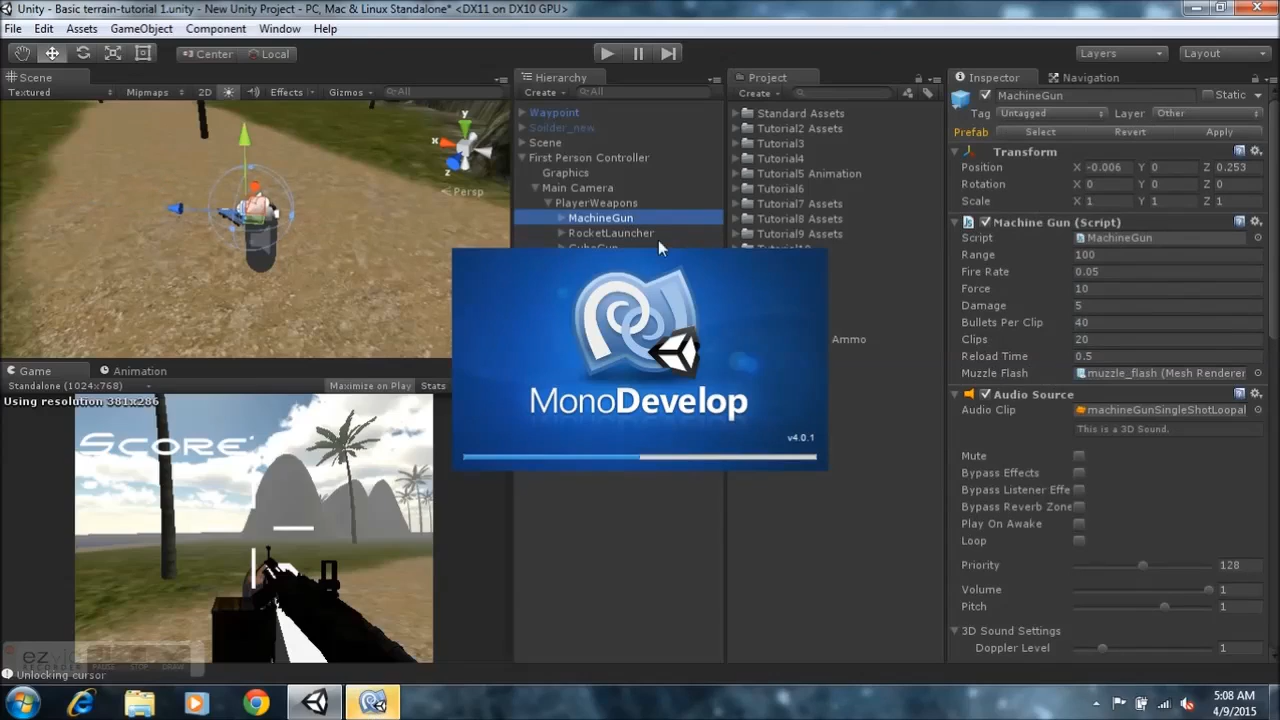 Unity - Basic terrain-tutorial 1.unity - New Unity Project - PC, Mac & Linux Standalone* <DX11 on DX10 GPU>
File Edit Assets GameObject Component Window Help
Center Local Layers Layout
Scene
Textured Mipmaps 2D Effects Gizmos All
y
x
z
Persp
Hierarchy
Create All
Waypoint
Soilder_new
Scene
First Person Controller
Graphics
Main Camera
PlayerWeapons
MachineGun
RocketLauncher
Project
Create
Standard Assets
Tutorial2 Assets
Tutorial3
Tutorial4
Tutorial5 Animation
Tutorial6
Tutorial7 Assets
Tutorial8 Assets
Tutorial9 Assets
Ammo
MonoDevelop
v4.0.1
Inspector Navigation
MachineGun Static
Tag Untagged Layer Other
Prefab Select Revert Apply
Transform
Position X -0.006 Y 0 Z 0.253
Rotation X 0 Y 0 Z 0
Scale X 1 Y 1 Z 1
Machine Gun (Script)
Script MachineGun
Range 100
Fire Rate 0.05
Force 10
Damage 5
Bullets Per Clip 40
Clips 20
Reload Time 0.5
Muzzle Flash muzzle_flash (Mesh Renderer
Audio Source
Audio Clip machineGunSingleShotLoopal
This is a 3D Sound.
Mute
Bypass Effects
Bypass Listener Effe
Bypass Reverb Zone
Play On Awake
Loop
Priority 128
Volume 1
Pitch 1
3D Sound Settings
Doppler Level 1
Game Animation
Standalone (1024x768) Maximize on Play Stats
Using resolution 381x286
Score:
PAUSE STOP DRAW
Unlocking cursor
5:08 AM
4/9/2015